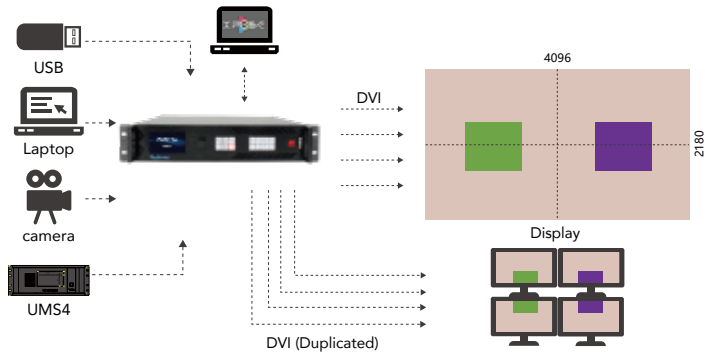 USB
Laptop
camera
UMS4
DVI
4096
2180
Display
DVI (Duplicated)